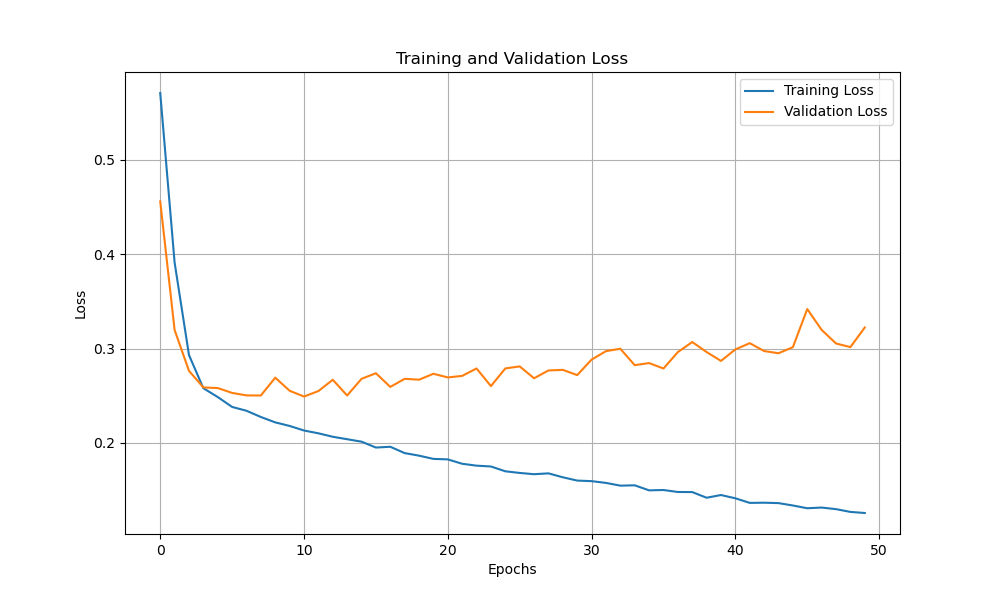 Training and Validation Loss
Training Loss
Validation Loss
0.5
0.4
0.3
0.2
Loss
0 10 20 30 40 50
Epochs